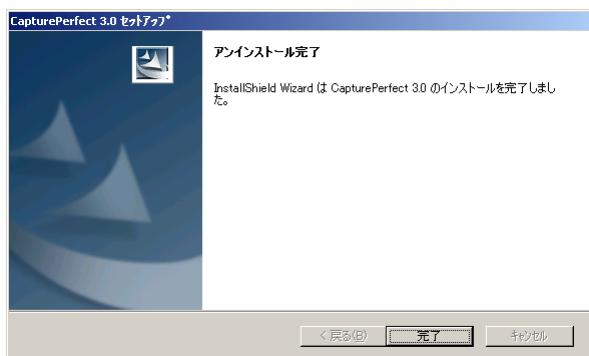 CapturePerfect 3.0 セットアップ
アンインストール完了
InstallShield Wizard は CapturePerfect 3.0 のインストールを完了しまし
た。
< 戻る(B)
完了
キャンセル